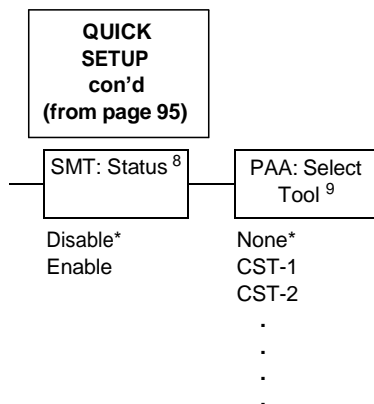 QUICK
SETUP
con'd
(from page 95)
SMT: Status 8
PAA: Select
Tool 9
Disable*
Enable
None*
CST-1
CST-2
.
.
.
.